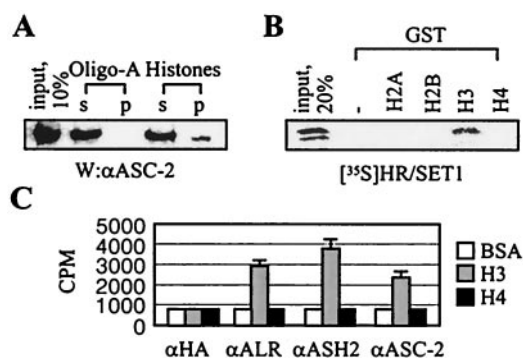 A
input, 10%
Oligo-A Histones
s p s p
W:αASC-2
B
GST
input, 20%
- H2A H2B H3 H4
[³⁵S]HR/SET1
C
CPM
5000
4000
3000
2000
1000
0
αHA αALR αASH2 αASC-2
BSA
H3
H4